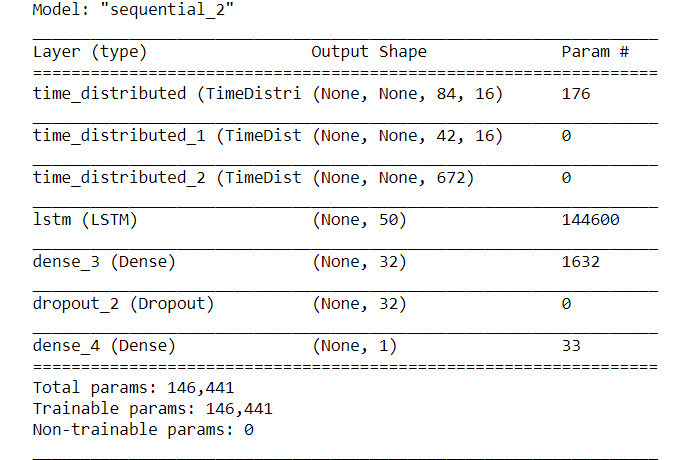 Model: "sequential_2"
_________________________________________________________________
Layer (type)                 Output Shape              Param #
=================================================================
time_distributed (TimeDistri (None, None, 84, 16)      176
_________________________________________________________________
time_distributed_1 (TimeDist (None, None, 42, 16)      0
_________________________________________________________________
time_distributed_2 (TimeDist (None, None, 672)         0
_________________________________________________________________
lstm (LSTM)                  (None, 50)                144600
_________________________________________________________________
dense_3 (Dense)              (None, 32)                1632
_________________________________________________________________
dropout_2 (Dropout)          (None, 32)                0
_________________________________________________________________
dense_4 (Dense)              (None, 1)                 33
=================================================================
Total params: 146,441
Trainable params: 146,441
Non-trainable params: 0
_________________________________________________________________